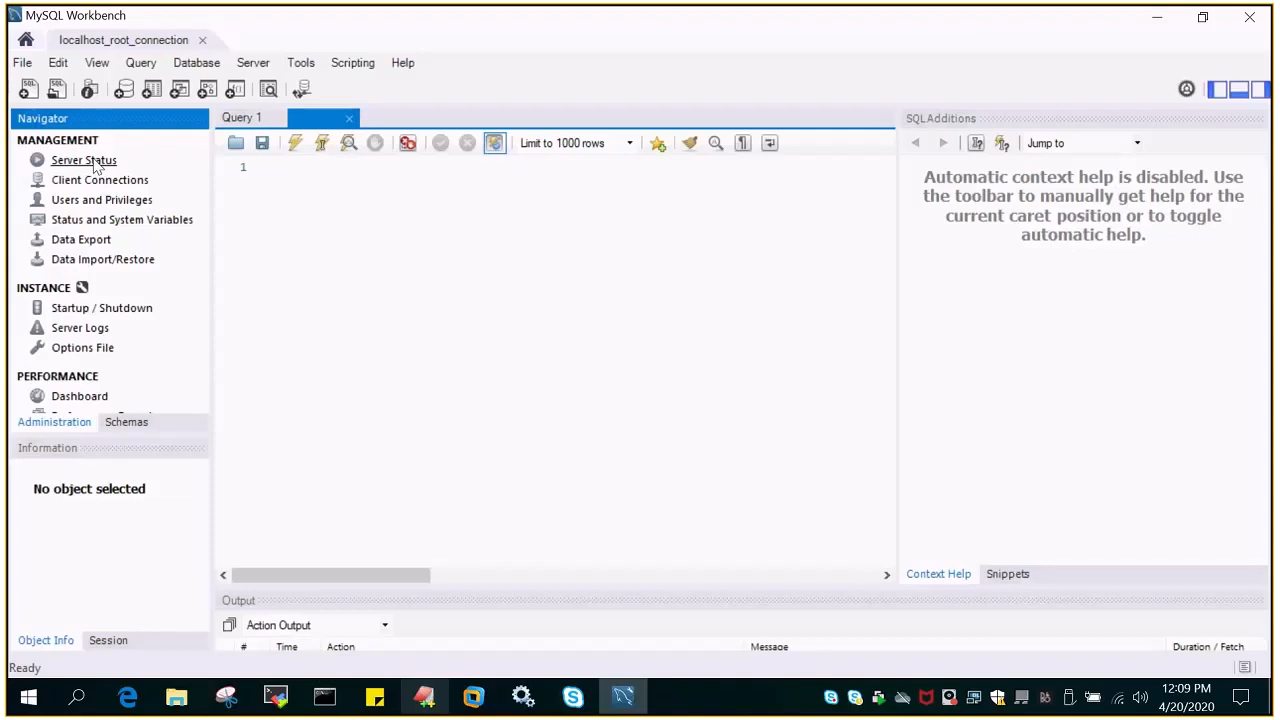 MySQL Workbench
localhost_root_connection
File Edit View Query Database Server Tools Scripting Help
Navigator
MANAGEMENT
Server Status
Client Connections
Users and Privileges
Status and System Variables
Data Export
Data Import/Restore
INSTANCE
Startup / Shutdown
Server Logs
Options File
PERFORMANCE
Dashboard
Administration Schemas
Information
No object selected
Object Info Session
Ready
Query 1
Limit to 1000 rows
1
Output
Action Output
# Time Action Message Duration / Fetch
SQLAdditions
Jump to
Automatic context help is disabled. Use
the toolbar to manually get help for the
current caret position or to toggle
automatic help.
Context Help Snippets
12:09 PM
4/20/2020